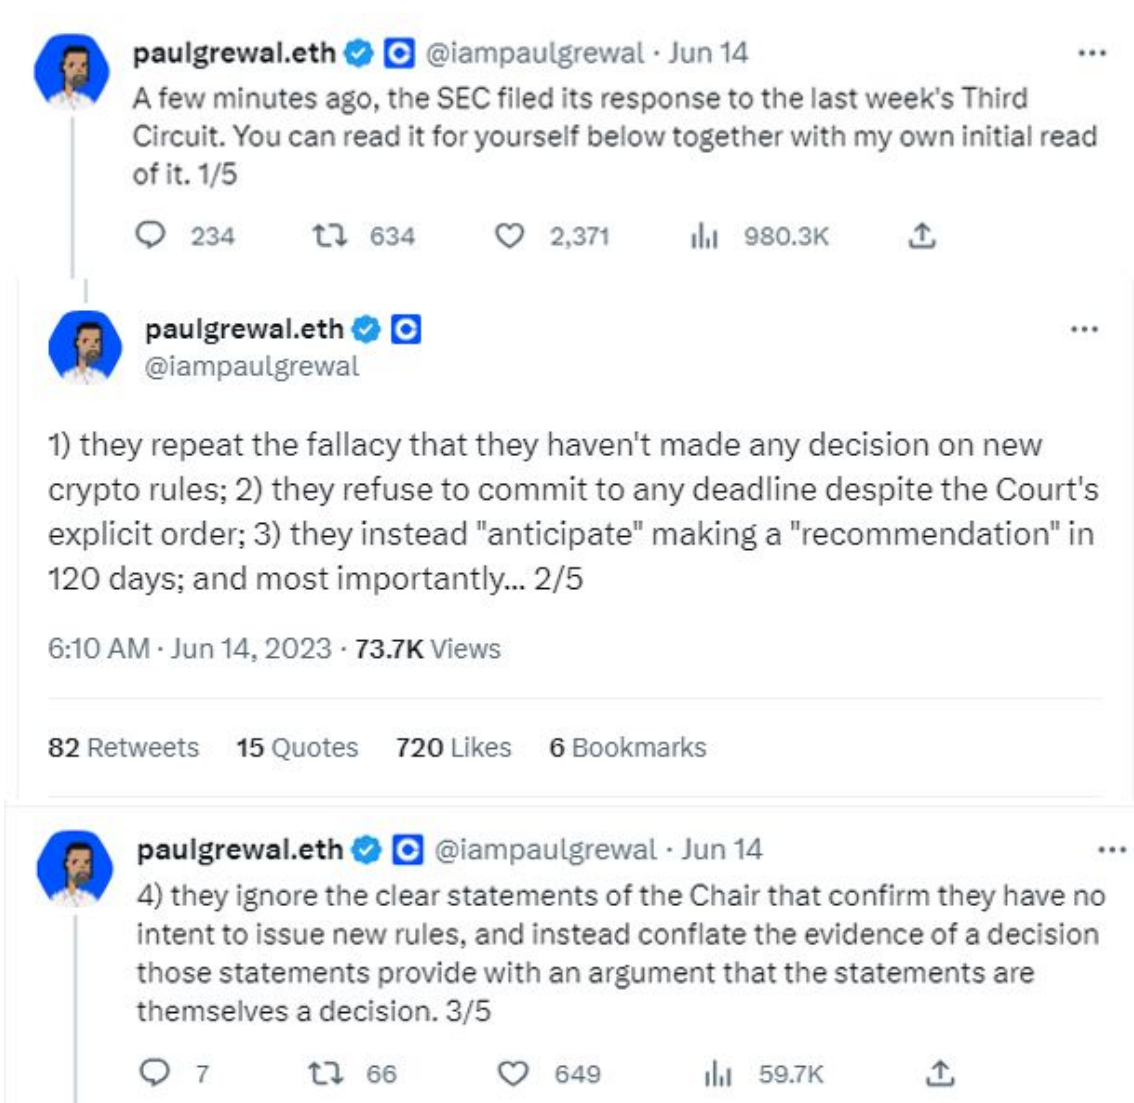 paulgrewal.eth @iampaulgrewal · Jun 14
A few minutes ago, the SEC filed its response to the last week's Third
Circuit. You can read it for yourself below together with my own initial read
of it. 1/5
234 634 2,371 980.3K
paulgrewal.eth
@iampaulgrewal
1) they repeat the fallacy that they haven't made any decision on new
crypto rules; 2) they refuse to commit to any deadline despite the Court's
explicit order; 3) they instead "anticipate" making a "recommendation" in
120 days; and most importantly... 2/5
6:10 AM · Jun 14, 2023 · 73.7K Views
82 Retweets 15 Quotes 720 Likes 6 Bookmarks
paulgrewal.eth @iampaulgrewal · Jun 14
4) they ignore the clear statements of the Chair that confirm they have no
intent to issue new rules, and instead conflate the evidence of a decision
those statements provide with an argument that the statements are
themselves a decision. 3/5
7 66 649 59.7K